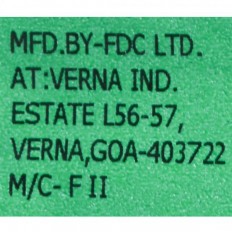 MFD.BY-FDC LTD.
AT:VERNA IND.
ESTATE L56-57,
VERNA,GOA-403722
M/C- F II